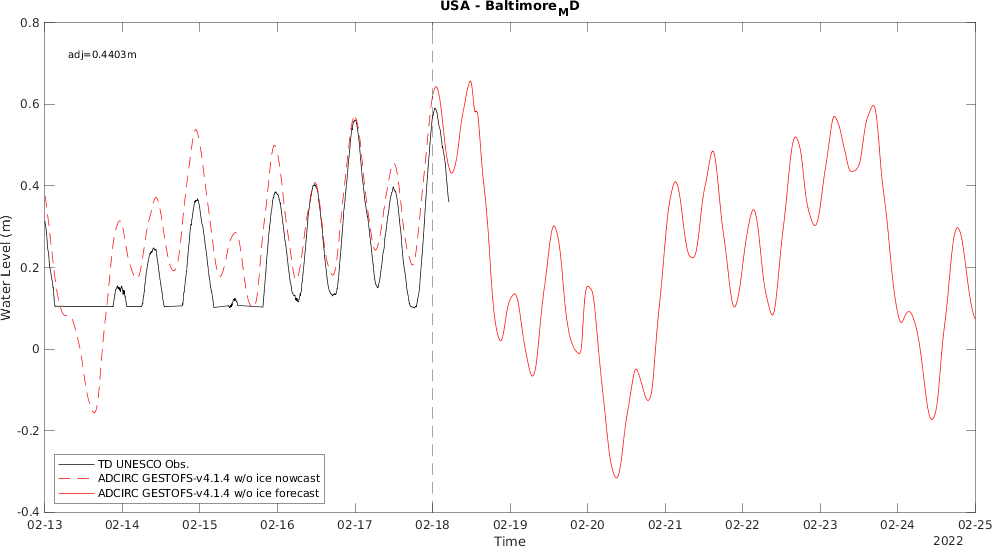 USA - Baltimore_MD
0.8
adj=0.4403m
0.6
0.4
0.2
0
-0.2
-0.4
Water Level (m)
TD UNESCO Obs.
ADCIRC GESTOFS-v4.1.4 w/o ice nowcast
ADCIRC GESTOFS-v4.1.4 w/o ice forecast
02-13 02-14 02-15 02-16 02-17 02-18 02-19 02-20 02-21 02-22 02-23 02-24 02-25
Time
2022